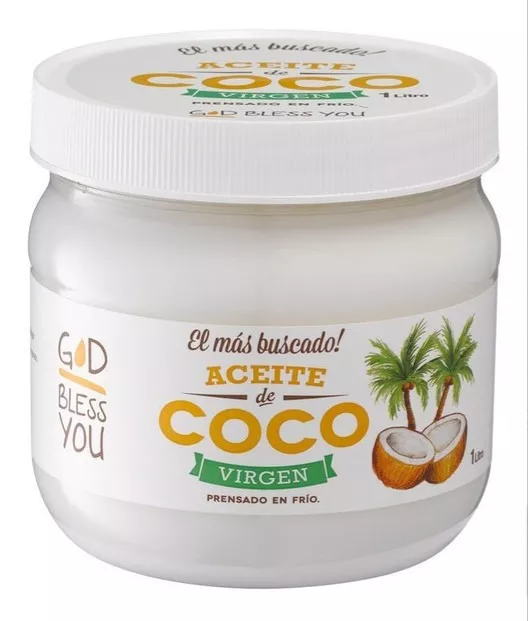 El más buscado!
ACEITE
de
COCO
VIRGEN
1 Litro
PRENSADO EN FRÍO.
GOD BLESS YOU
GOD
BLESS
YOU
El más buscado!
ACEITE
de
COCO
VIRGEN
PRENSADO EN FRÍO.
1 Litro